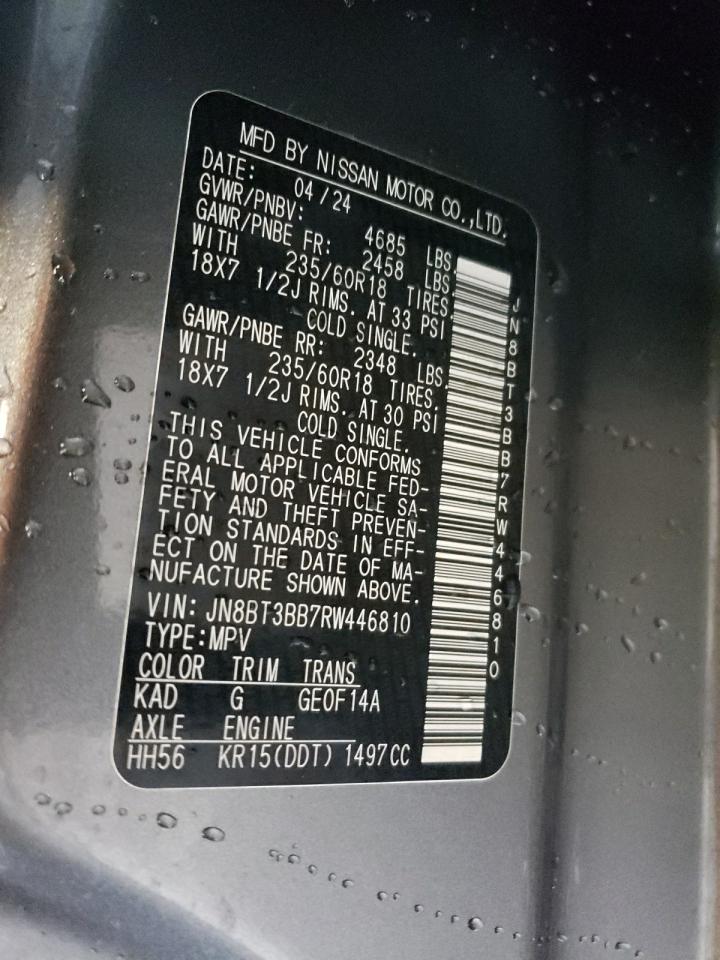 MFD BY NISSAN MOTOR CO.,LTD.
DATE: 04/24
GVWR/PNBV: 4685 LBS.
GAWR/PNBE FR: 2458 LBS.
WITH 235/60R18 TIRES.
18X7 1/2J RIMS. AT 33 PSI
COLD SINGLE.
GAWR/PNBE RR: 2348 LBS.
WITH 235/60R18 TIRES.
18X7 1/2J RIMS. AT 30 PSI
COLD SINGLE.
THIS VEHICLE CONFORMS
TO ALL APPLICABLE FED-
ERAL MOTOR VEHICLE SA-
FETY AND THEFT PREVEN-
TION STANDARDS IN EFF-
ECT ON THE DATE OF MA-
NUFACTURE SHOWN ABOVE.
VIN: JN8BT3BB7RW446810
TYPE:MPV
COLOR TRIM TRANS
KAD G GE0F14A
AXLE ENGINE
HH56 KR15(DDT) 1497CC
JN8BT3BB7RW446810